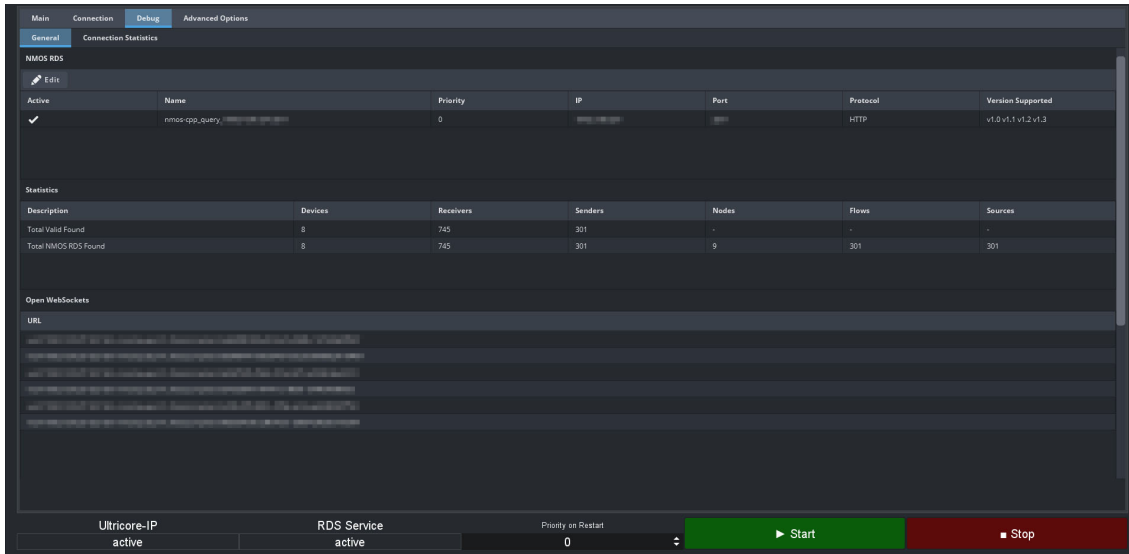 Main Connection Debug Advanced Options
General Connection Statistics
NMOS RDS
Edit
Active Name Priority IP Port Protocol Version Supported
nmos-cpp_query_ 0 HTTP v1.0 v1.1 v1.2 v1.3
Statistics
Description Devices Receivers Senders Nodes Flows Sources
Total Valid Found 8 745 301 - - -
Total NMOS RDS Found 8 745 301 9 301 301
Open WebSockets
URL
Ultricore-IP RDS Service Priority on Restart
active active 0
Start
Stop